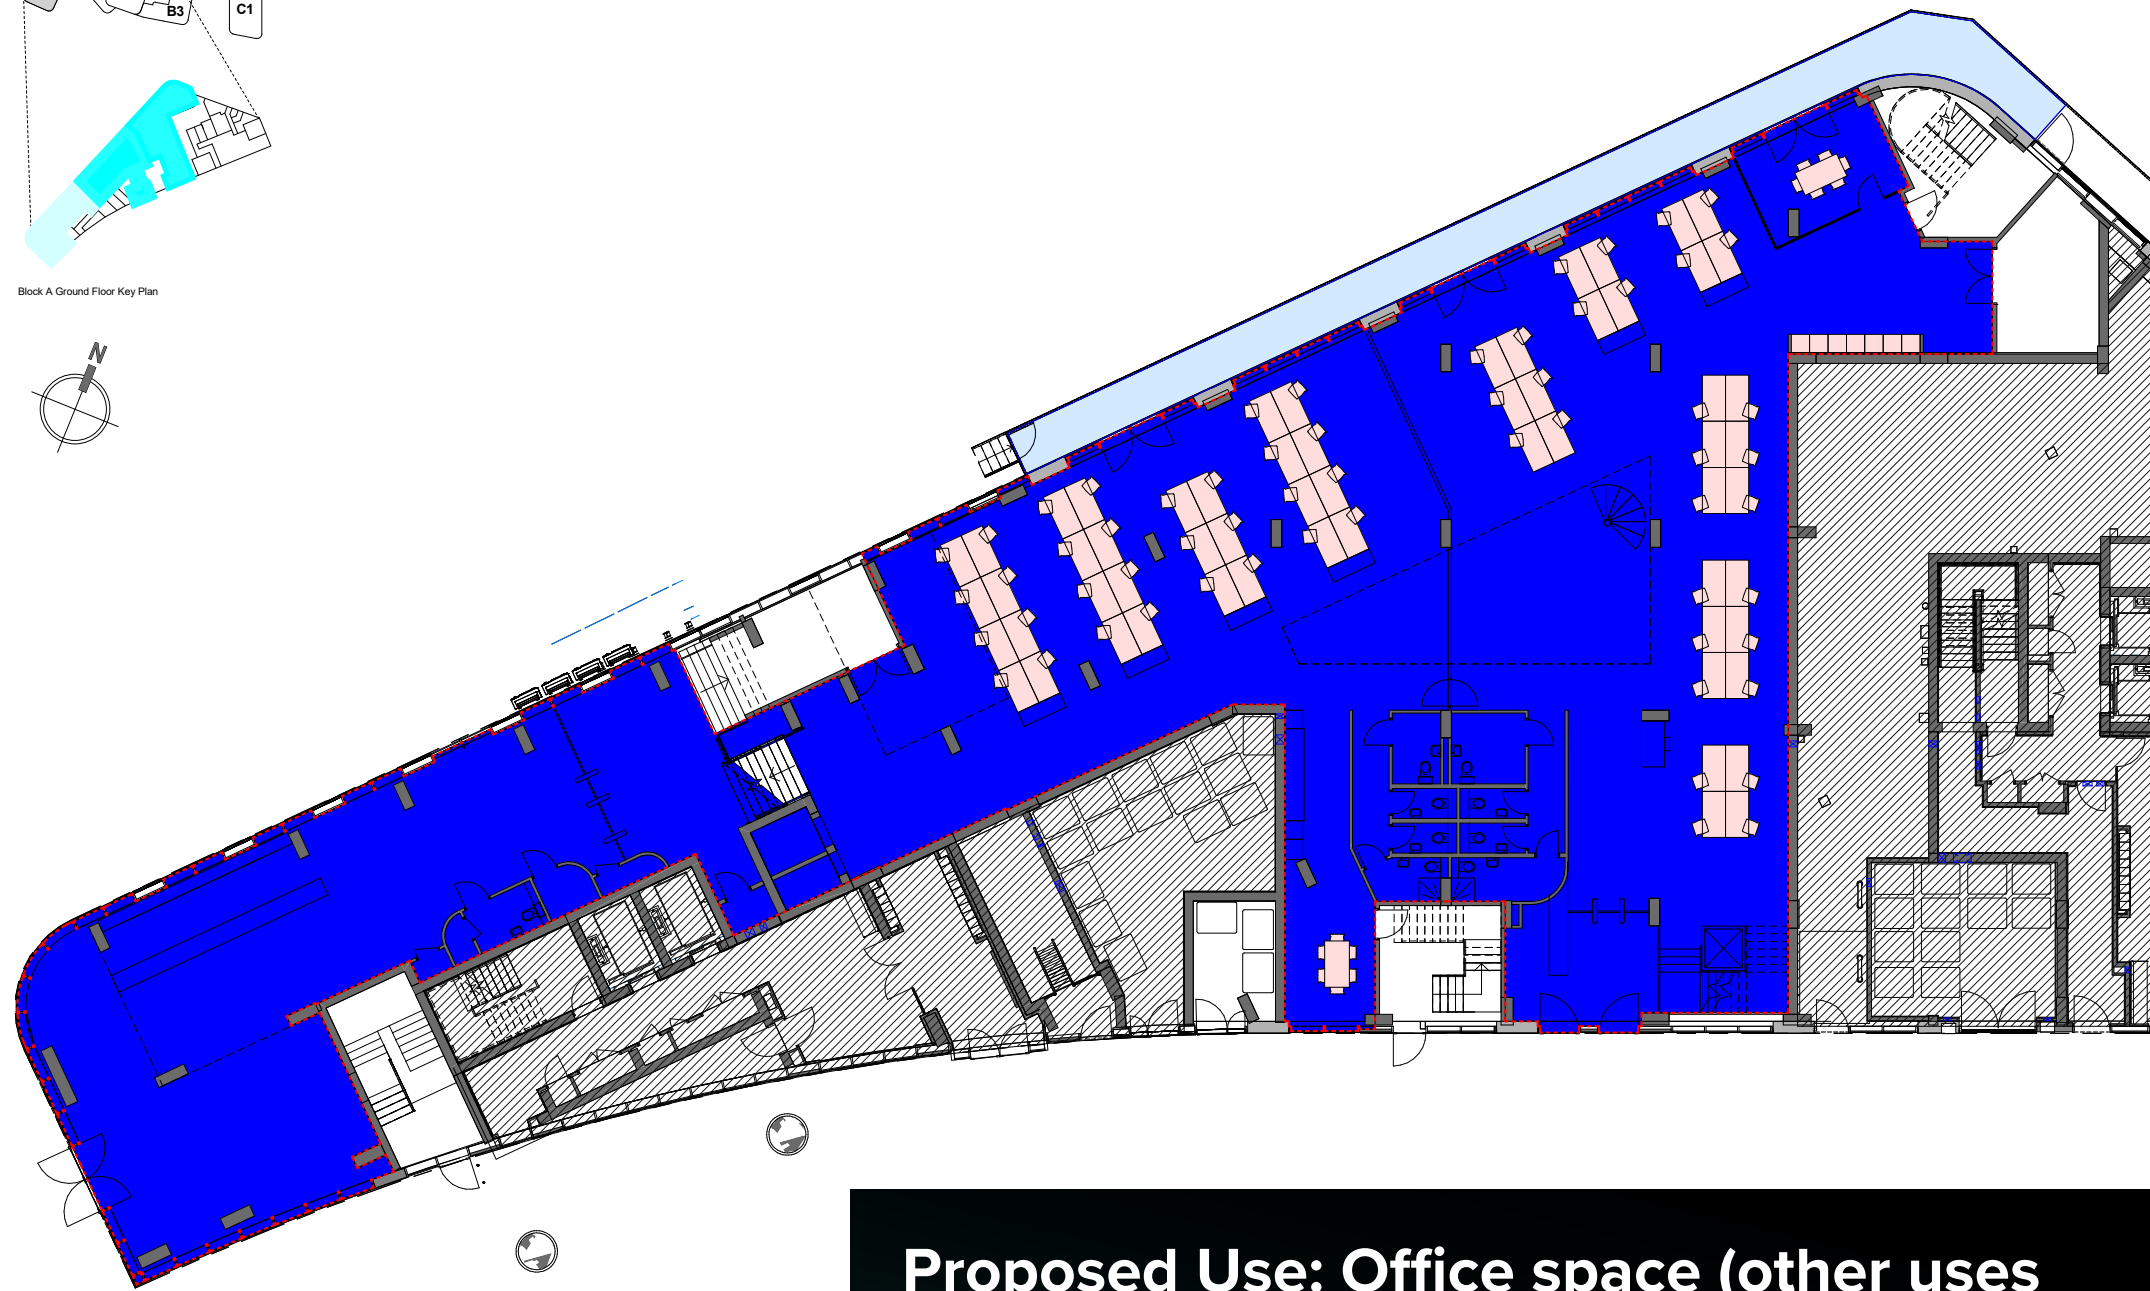 B3
C1
Block A Ground Floor Key Plan
N
Proposed Use: Office space (other uses